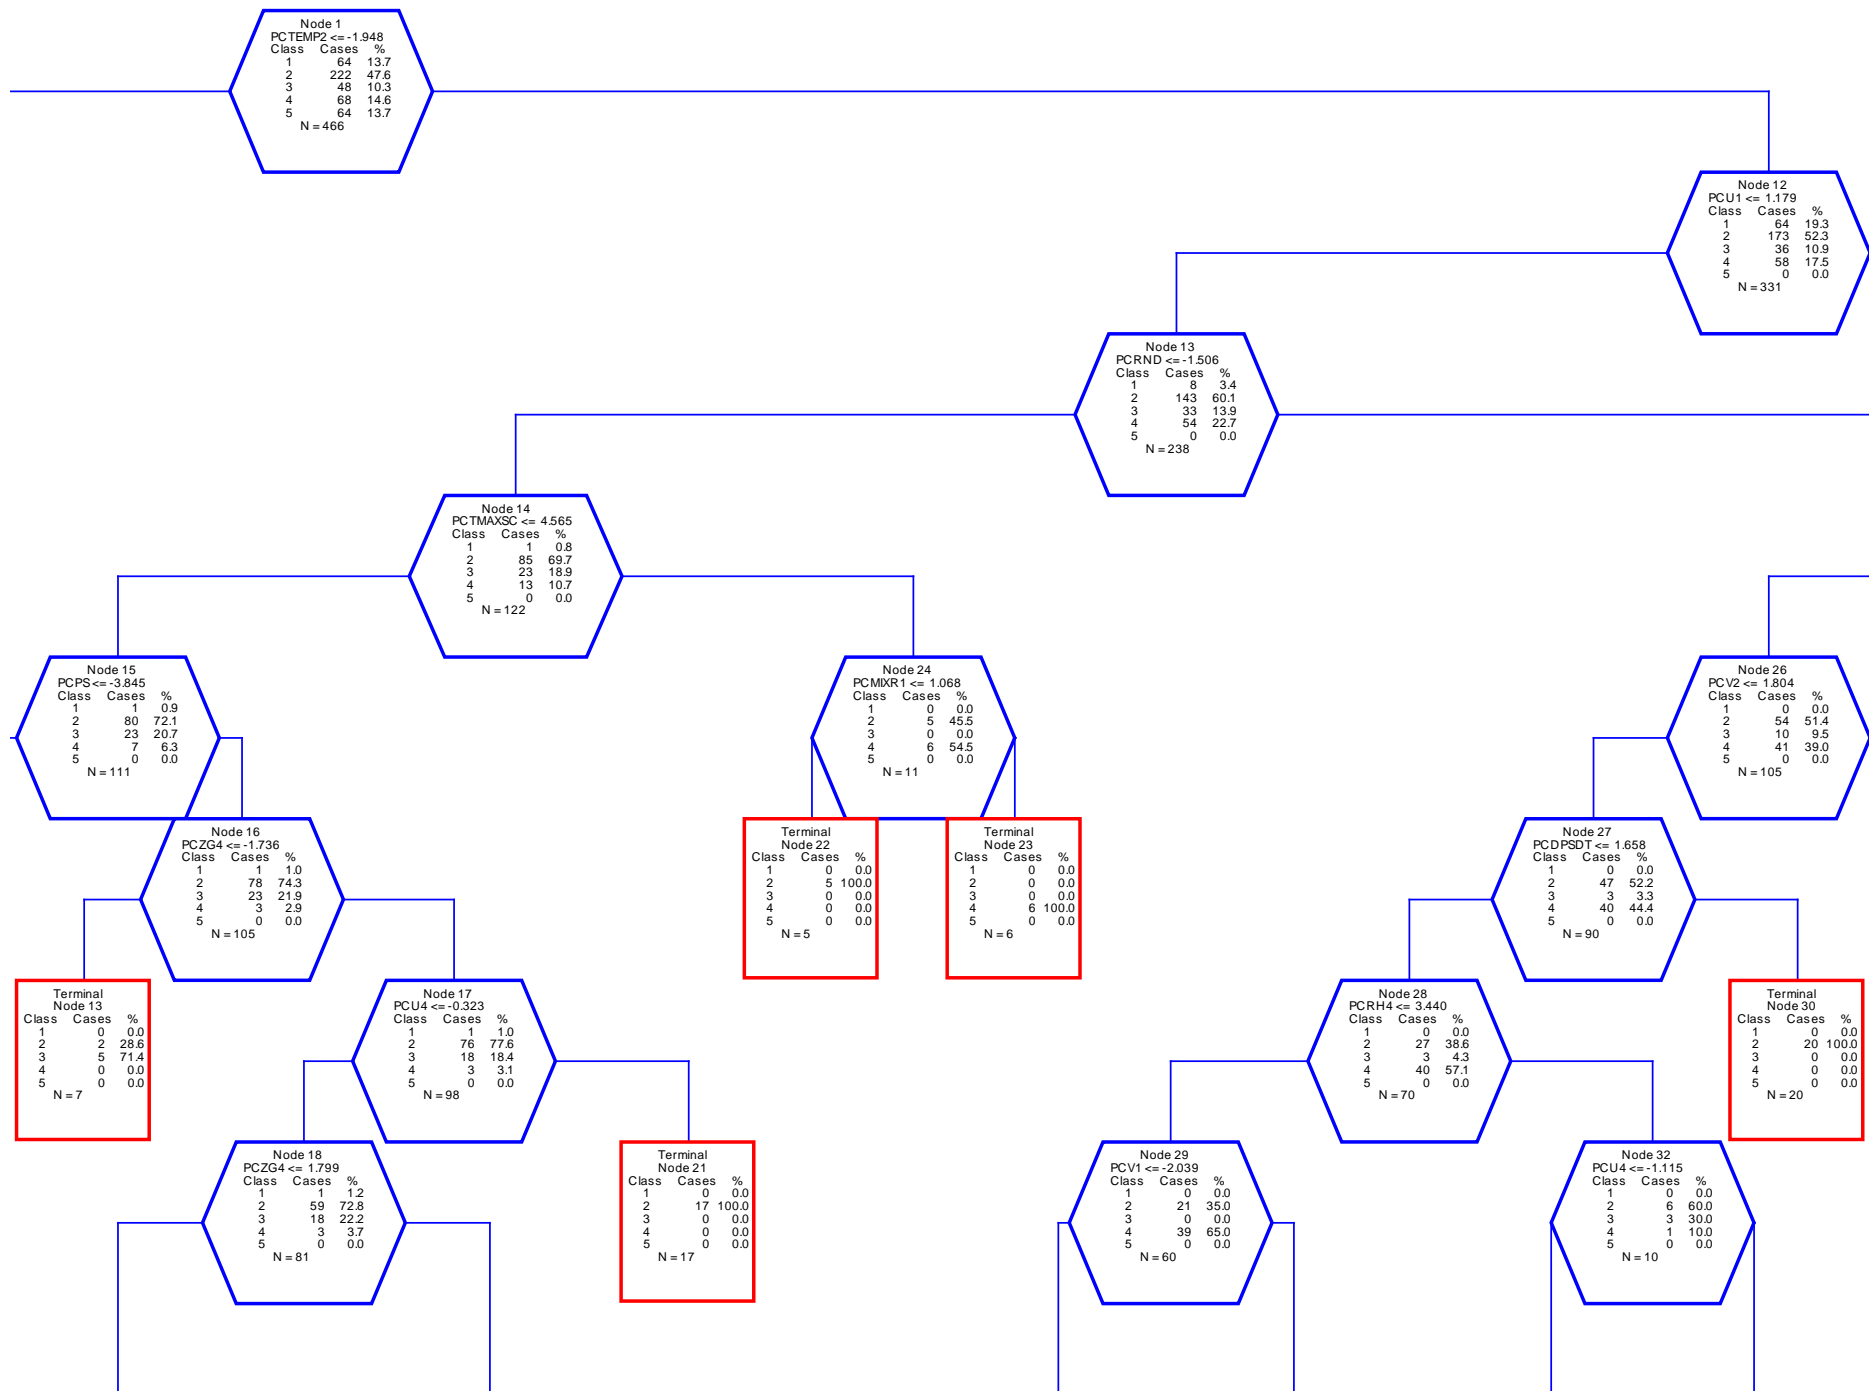 Node 1
PCTEMP2 <= -1.948
Class Cases %
1 64 13.7
2 222 47.6
3 48 10.3
4 68 14.6
5 64 13.7
N = 466
Node 12
PCU1 <= 1.179
Class Cases %
1 64 19.3
2 173 52.3
3 36 10.9
4 58 17.5
5 0 0.0
N = 331
Node 13
PCRND <= -1.506
Class Cases %
1 8 3.4
2 143 60.1
3 33 13.9
4 54 22.7
5 0 0.0
N = 238
Node 14
PCTMAXSC <= 4.565
Class Cases %
1 1 0.8
2 85 69.7
3 23 18.9
4 13 10.7
5 0 0.0
N = 122
Node 15
PCPS <= -3.845
Class Cases %
1 1 0.9
2 80 72.1
3 23 20.7
4 7 6.3
5 0 0.0
N = 111
Node 24
PCMIXR1 <= 1.068
Class Cases %
1 0 0.0
2 5 45.5
3 0 0.0
4 6 54.5
5 0 0.0
N = 11
Node 26
PCV2 <= 1.804
Class Cases %
1 0 0.0
2 54 51.4
3 10 9.5
4 41 39.0
5 0 0.0
N = 105
Node 16
PCZG4 <= -1.736
Class Cases %
1 1 1.0
2 78 74.3
3 23 21.9
4 3 2.9
5 0 0.0
N = 105
Terminal
Node 22
Class Cases %
1 0 0.0
2 5 100.0
3 0 0.0
4 0 0.0
5 0 0.0
N = 5
Terminal
Node 23
Class Cases %
1 0 0.0
2 0 0.0
3 0 0.0
4 6 100.0
5 0 0.0
N = 6
Node 27
PCDPSDT <= 1.658
Class Cases %
1 0 0.0
2 47 52.2
3 3 3.3
4 40 44.4
5 0 0.0
N = 90
Terminal
Node 13
Class Cases %
1 0 0.0
2 2 28.6
3 5 71.4
4 0 0.0
5 0 0.0
N = 7
Node 17
PCU4 <= -0.323
Class Cases %
1 1 1.0
2 76 77.6
3 18 18.4
4 3 3.1
5 0 0.0
N = 98
Node 28
PCRH4 <= 3.440
Class Cases %
1 0 0.0
2 27 38.6
3 3 4.3
4 40 57.1
5 0 0.0
N = 70
Terminal
Node 30
Class Cases %
1 0 0.0
2 20 100.0
3 0 0.0
4 0 0.0
5 0 0.0
N = 20
Node 18
PCZG4 <= 1.799
Class Cases %
1 1 1.2
2 59 72.8
3 18 22.2
4 3 3.7
5 0 0.0
N = 81
Terminal
Node 21
Class Cases %
1 0 0.0
2 17 100.0
3 0 0.0
4 0 0.0
5 0 0.0
N = 17
Node 29
PCV1 <= -2.039
Class Cases %
1 0 0.0
2 21 35.0
3 0 0.0
4 39 65.0
5 0 0.0
N = 60
Node 32
PCU4 <= -1.115
Class Cases %
1 0 0.0
2 6 60.0
3 3 30.0
4 1 10.0
5 0 0.0
N = 10